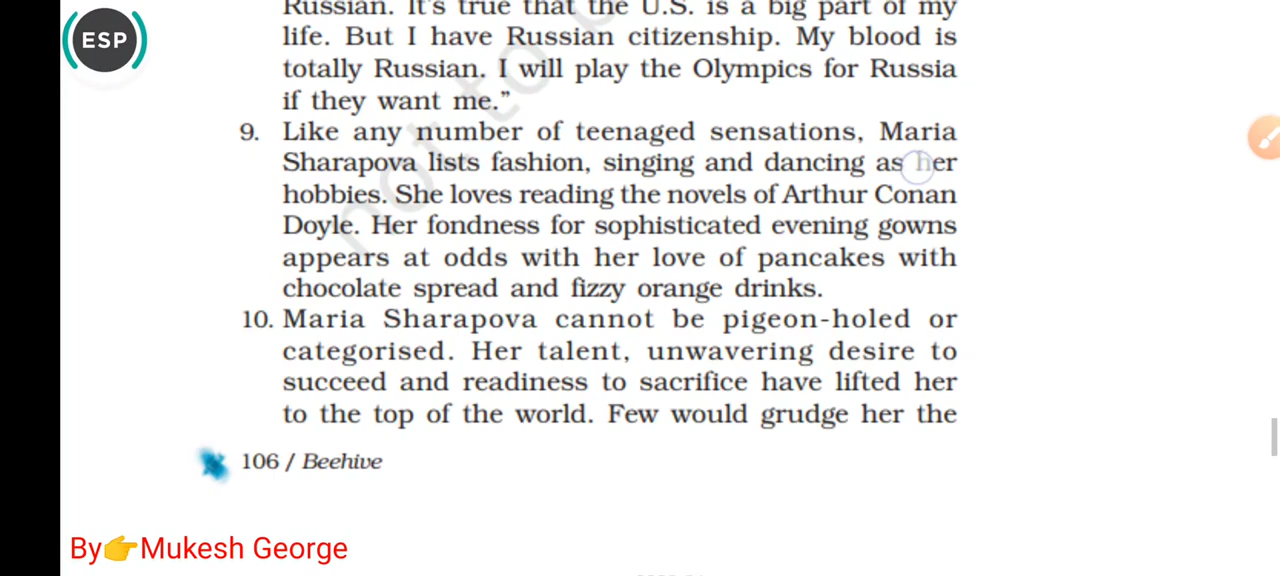 Russian. It's true that the U.S. is a big part of my
ESP
life. But I have Russian citizenship. My blood is
totally Russian. I will play the Olympics for Russia
if they want me."
9. Like any number of teenaged sensations, Maria
Sharapova lists fashion, singing and dancing as her
hobbies. She loves reading the novels of Arthur Conan
Doyle. Her fondness for sophisticated evening gowns
appears at odds with her love of pancakes with
chocolate spread and fizzy orange drinks.
10. Maria Sharapova cannot be pigeon-holed or
categorised. Her talent, unwavering desire to
succeed and readiness to sacrifice have lifted her
to the top of the world. Few would grudge her the
106 / Beehive
By👉Mukesh George